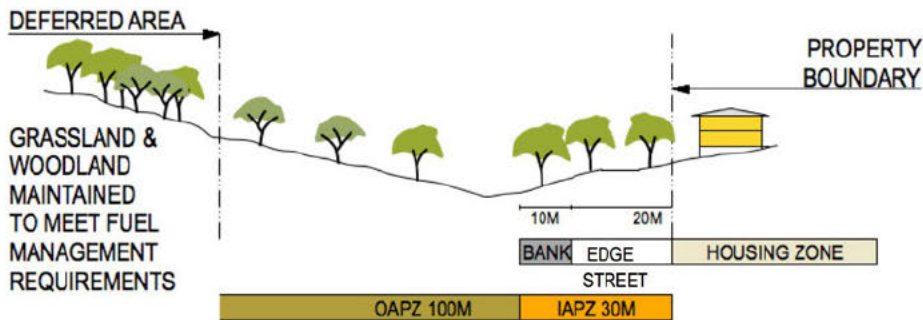 DEFERRED AREA
PROPERTY
BOUNDARY
GRASSLAND &
WOODLAND
MAINTAINED
TO MEET FUEL
MANAGEMENT
REQUIREMENTS
10M 20M
BANK EDGE HOUSING ZONE
STREET
OAPZ 100M IAPZ 30M